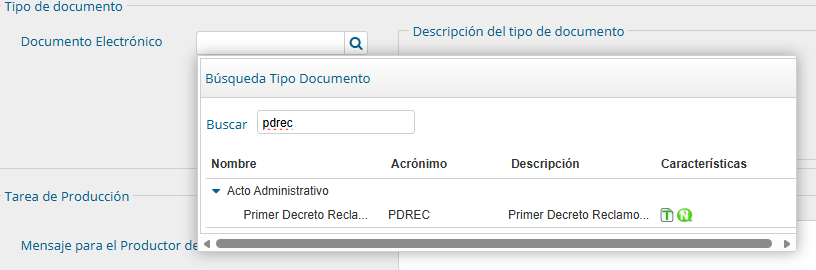 Tipo de documento
Documento Electrónico
Descripción del tipo de documento
Búsqueda Tipo Documento
Buscar pdrec
Nombre Acrónimo Descripción Características
Acto Administrativo
Primer Decreto Recla... PDREC Primer Decreto Reclamo... T N
Tarea de Producción
Mensaje para el Productor de